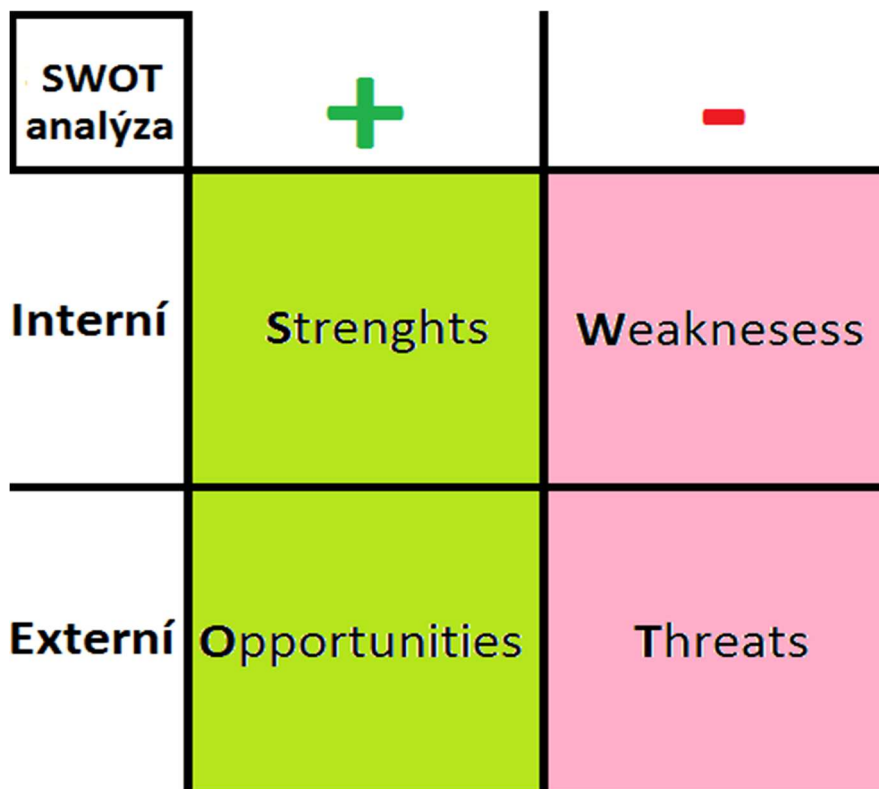 SWOT
analýza
+
-
Interní
Strenghts
Weaknesess
Externí
Opportunities
Threats